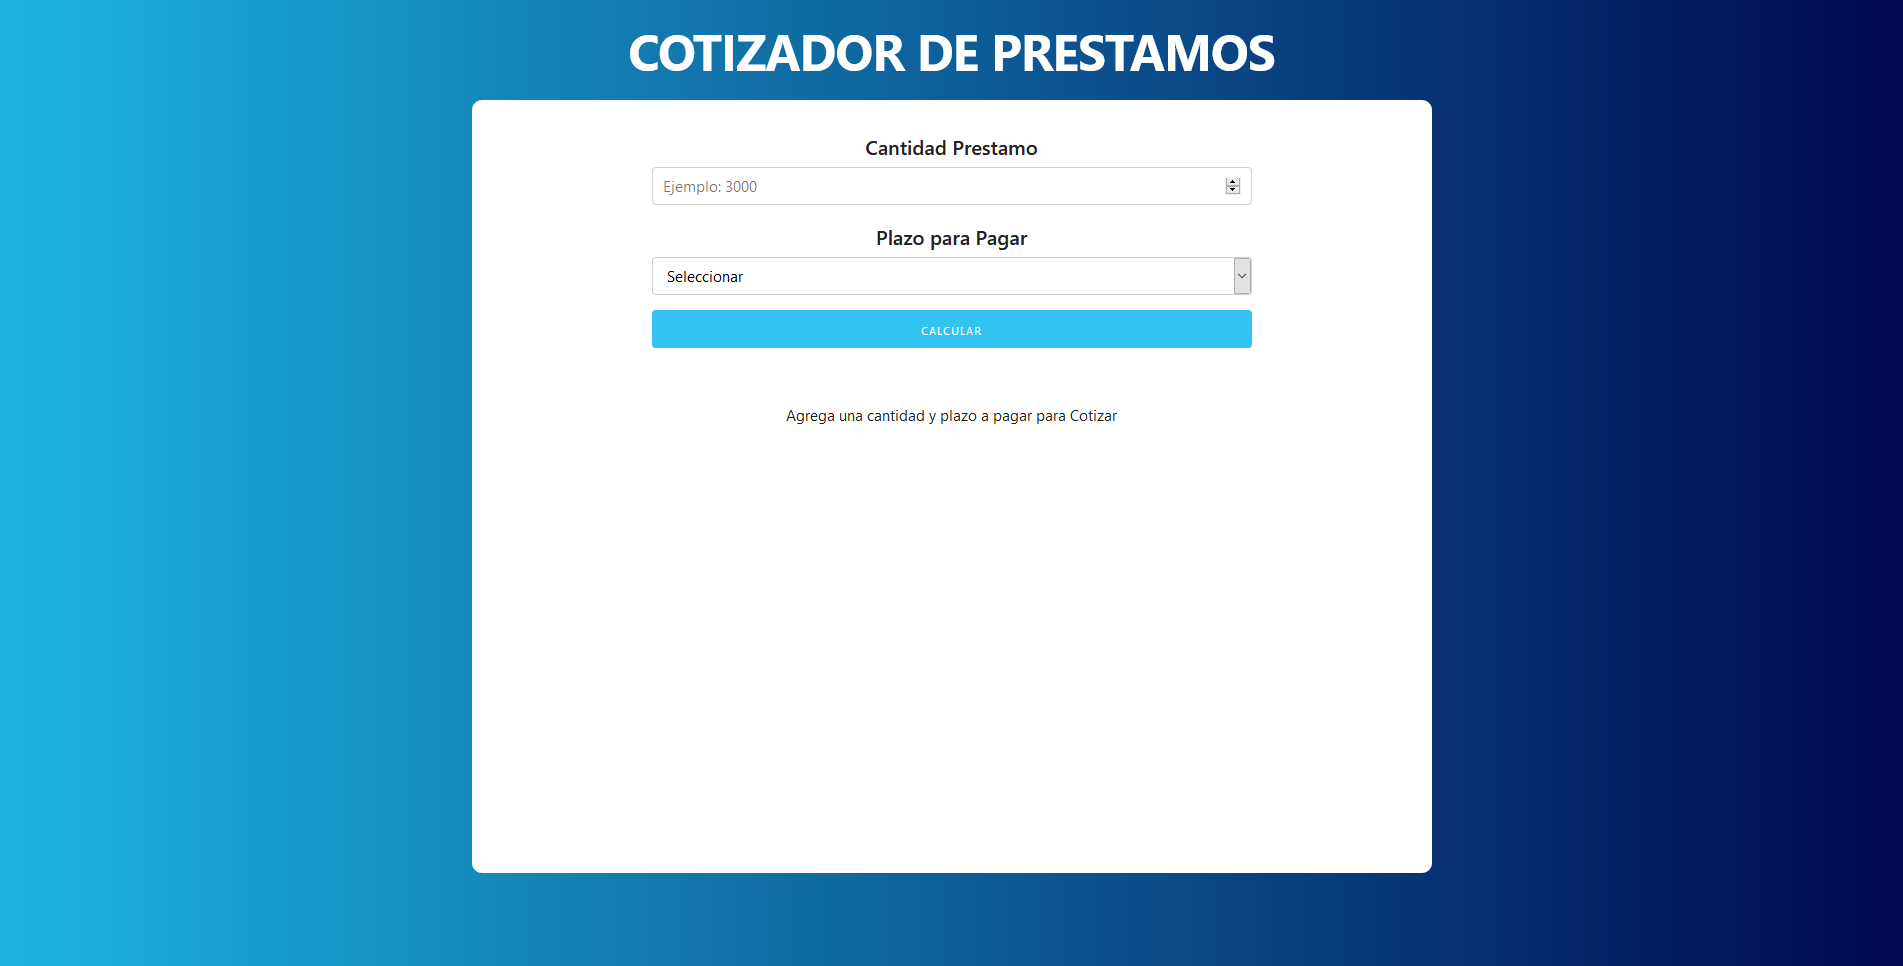 COTIZADOR DE PRESTAMOS
Cantidad Prestamo
Ejemplo: 3000
Plazo para Pagar
Seleccionar
CALCULAR
Agrega una cantidad y plazo a pagar para Cotizar